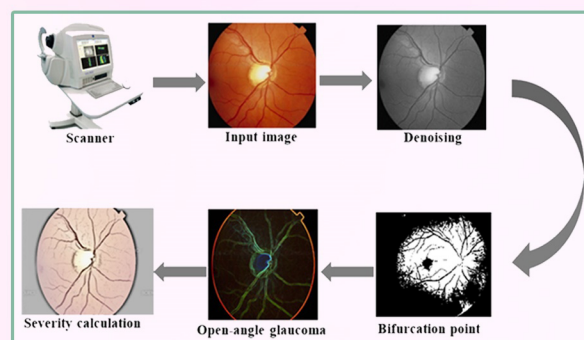 Scanner
Input image
Denoising
Severity calculation
Open-angle glaucoma
Bifurcation point